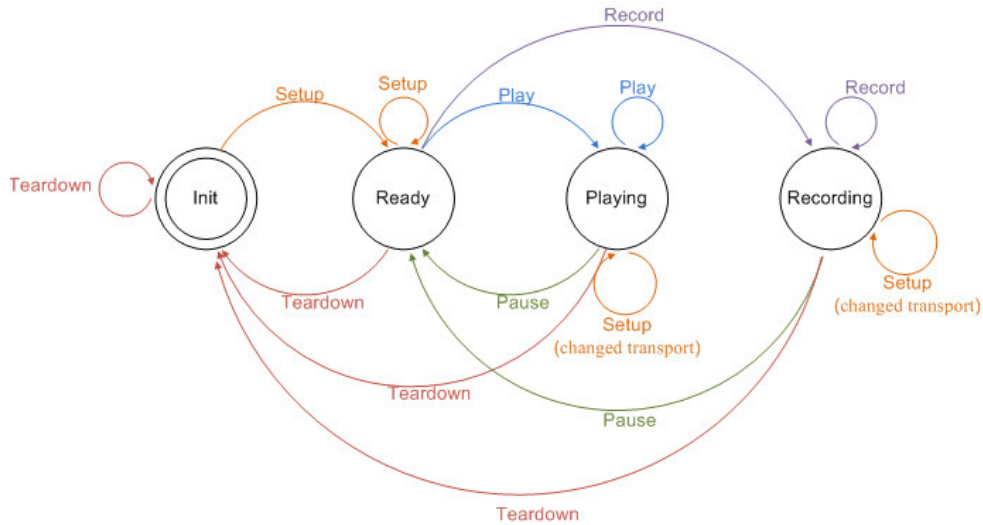 Record
Setup
Setup
Play
Play
Record
Teardown
Init
Ready
Playing
Recording
Teardown
Pause
Setup
(changed transport)
Setup
(changed transport)
Teardown
Pause
Teardown